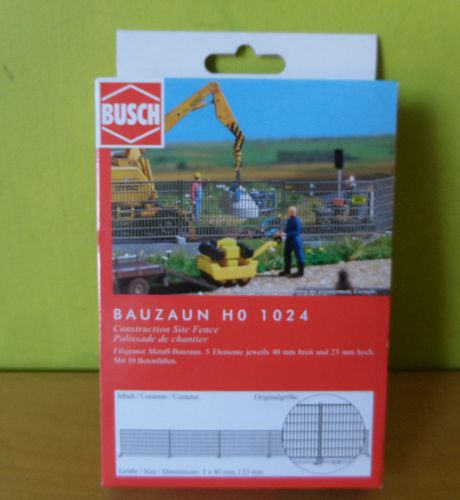 BUSCH
BAUZAUN H0 1024
Construction Site Fence
Palissade de chantier
Filigraner Metall-Bauzaun. 5 Elemente jeweils 40 mm breit und 23 mm hoch.
Mit 10 Betonfüßen.
Inhalt / Contents / Contenu:
Originalgröße:
Größe / Size / Dimensions: 5 x 40 mm, 23 mm